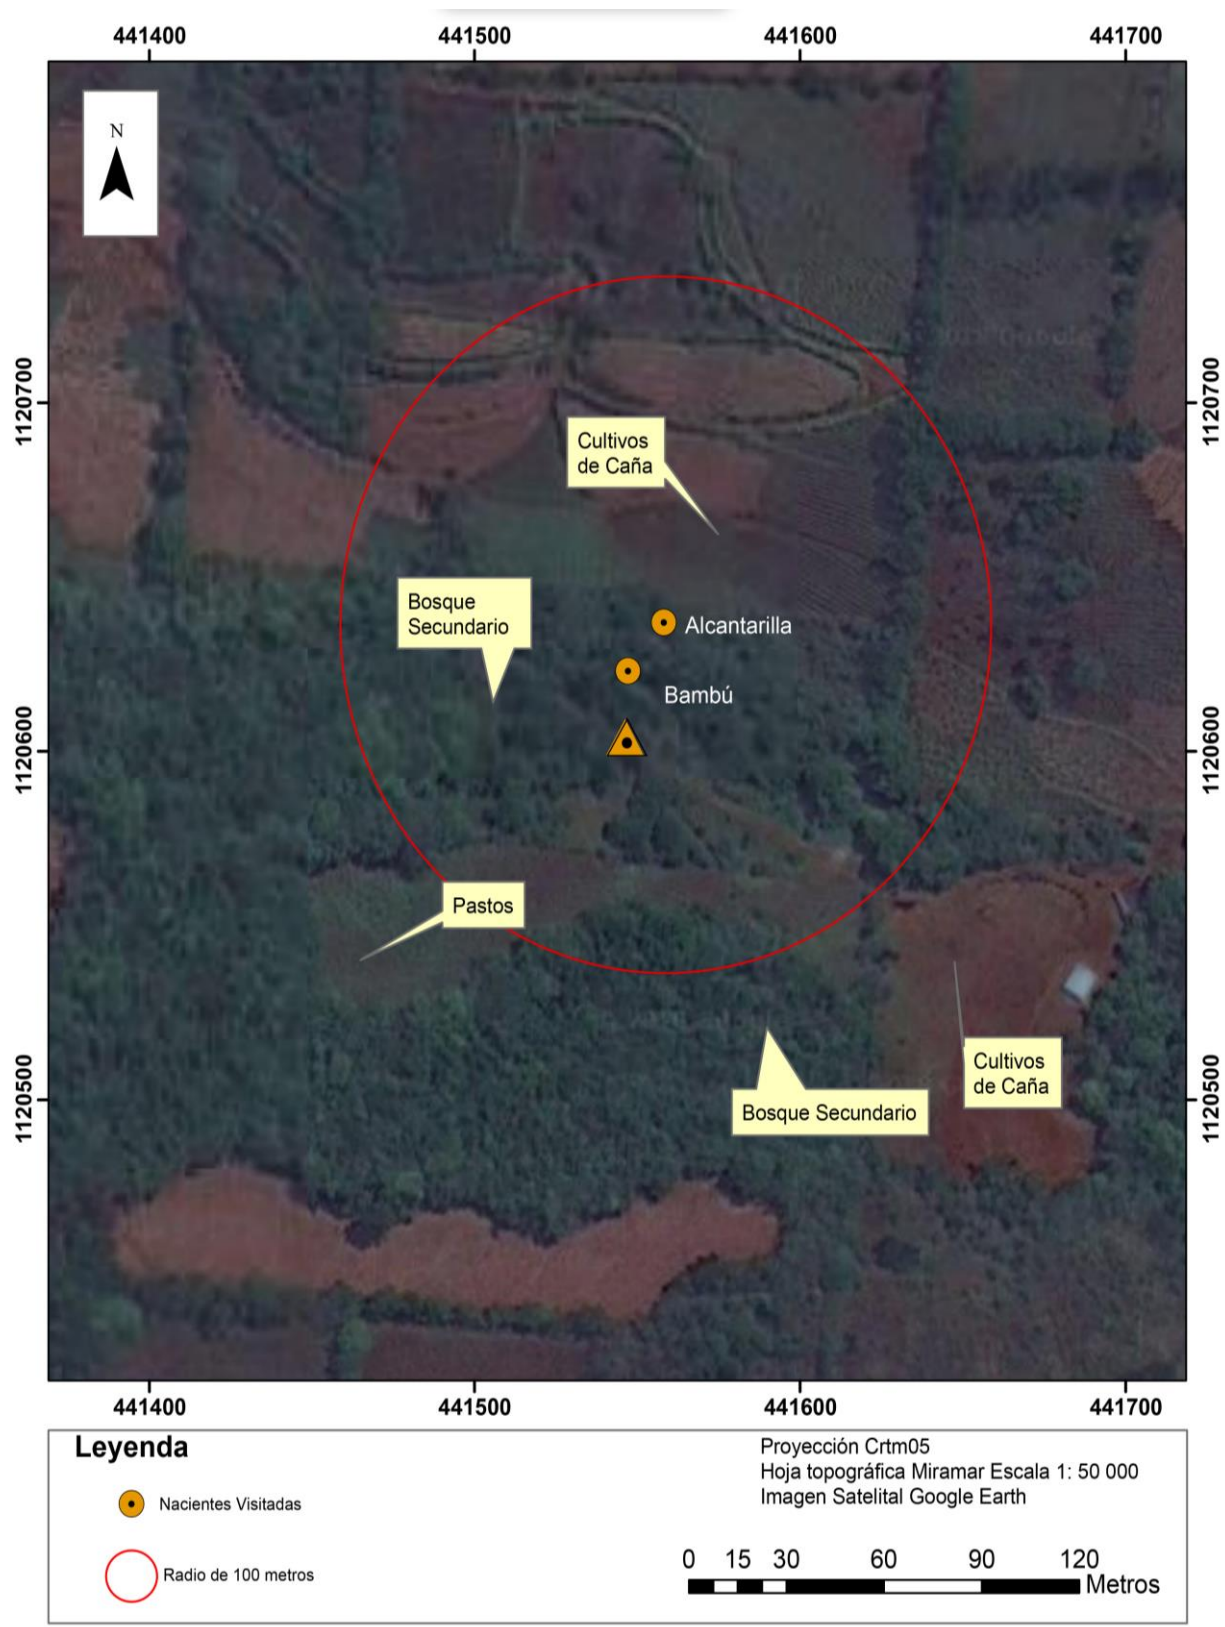 441400 441500 441600 441700
N
1120700
1120700
Cultivos
de Caña
Bosque
Secundario
Alcantarilla
Bambú
1120600
1120600
Pastos
Cultivos
de Caña
Bosque Secundario
1120500
1120500
441400 441500 441600 441700
Leyenda
Nacientes Visitadas
Radio de 100 metros
Proyección Crtm05
Hoja topográfica Miramar Escala 1: 50 000
Imagen Satelital Google Earth
0 15 30 60 90 120
Metros